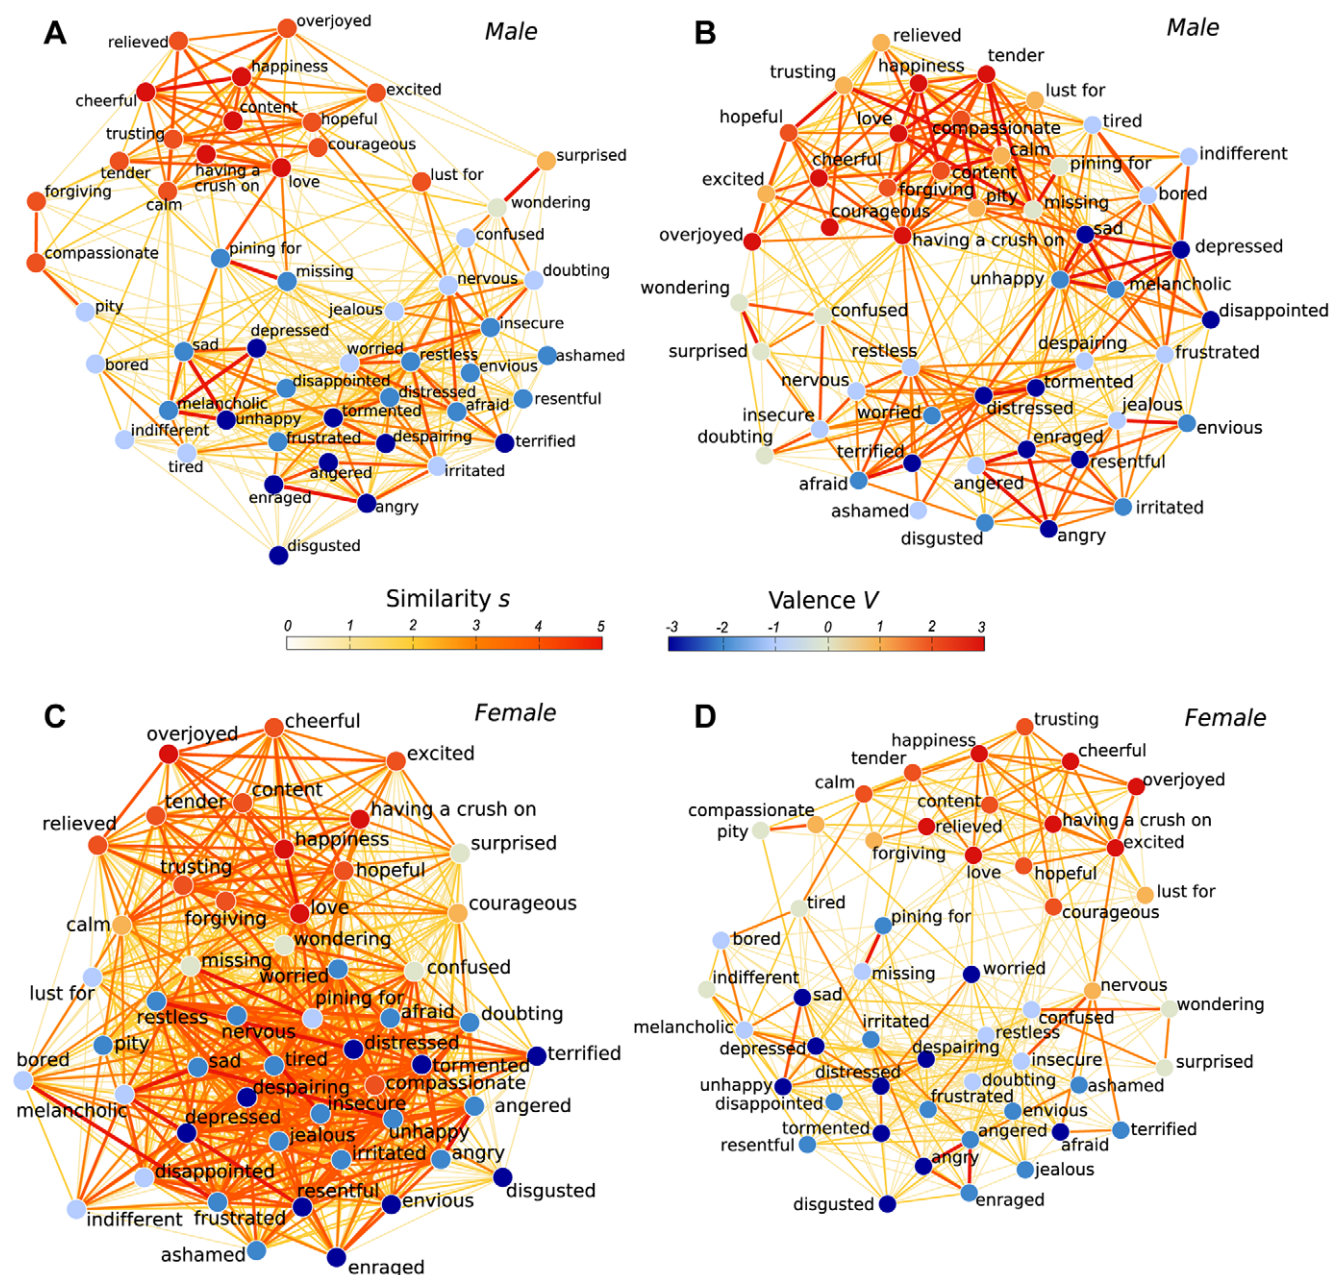 A
Male
overjoyed
relieved
happiness
excited
cheerful
content
hopeful
trusting
courageous
surprised
having a
crush on
tender
love
lust for
forgiving
calm
wondering
confused
pining for
compassionate
missing
nervous
doubting
pity
jealous
insecure
depressed
sad
worried
restless
ashamed
bored
envious
disappointed
distressed
resentful
melancholic
afraid
tormented
unhappy
indifferent
frustrated
despairing
terrified
tired
angered
irritated
enraged
angry
disgusted
B
Male
relieved
tender
happiness
trusting
lust for
hopeful
love
compassionate
tired
calm
indifferent
cheerful
pining for
content
excited
forgiving
pity
missing
bored
courageous
sad
overjoyed
having a crush on
depressed
unhappy
melancholic
wondering
confused
disappointed
despairing
surprised
restless
frustrated
nervous
tormented
distressed
jealous
insecure
worried
envious
doubting
enraged
terrified
resentful
afraid
angered
ashamed
irritated
disgusted
angry
Similarity s
0 1 2 3 4 5
Valence V
-3 -2 -1 0 1 2 3
C
Female
cheerful
overjoyed
excited
content
tender
having a crush on
relieved
happiness
surprised
trusting
hopeful
love
courageous
forgiving
calm
wondering
missing
worried
confused
lust for
pining for
restless
afraid
doubting
nervous
pity
distressed
bored
sad
tired
tormented
terrified
despairing
compassionate
melancholic
insecure
angered
depressed
unhappy
jealous
irritated
angry
disappointed
resentful
disgusted
envious
indifferent
frustrated
ashamed
enraged
D
Female
trusting
happiness
cheerful
tender
overjoyed
calm
content
compassionate
having a crush on
pity
relieved
excited
forgiving
love
hopeful
lust for
tired
pining for
courageous
bored
indifferent
missing
worried
nervous
sad
wondering
melancholic
irritated
confused
restless
depressed
despairing
insecure
surprised
distressed
unhappy
doubting
ashamed
disappointed
frustrated
envious
tormented
angered
terrified
resentful
afraid
angry
jealous
enraged
disgusted